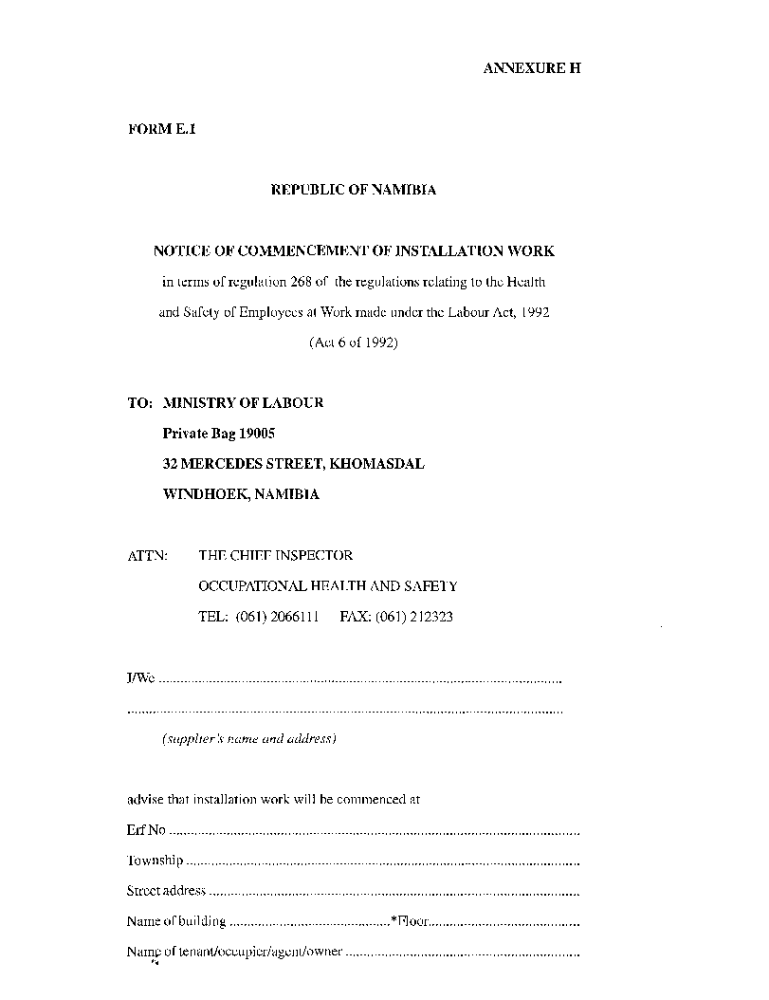 ANNEXURE H
FORM E.1
REPUBLIC OF NAMIBIA
NOTICE OF COMMENCEMENT OF INSTALLATION WORK
in terms of regulation 268 of the regulations relating to the Health
and Safety of Employees at Work made under the Labour Act, 1992
(Act 6 of 1992)
TO: MINISTRY OF LABOUR
Private Bag 19005
32 MERCEDES STREET, KHOMASDAL
WINDHOEK, NAMIBIA
ATTN: THE CHIEF INSPECTOR
OCCUPATIONAL HEALTH AND SAFETY
TEL: (061) 2066111 FAX: (061) 212323
I/We ..........
..........
(supplier's name and address)
advise that installation work will be commenced at
Erf No ..........
Township ..........
Street address ..........
Name of building ..........*Floor..........
Name of tenant/occupier/agent/owner ..........